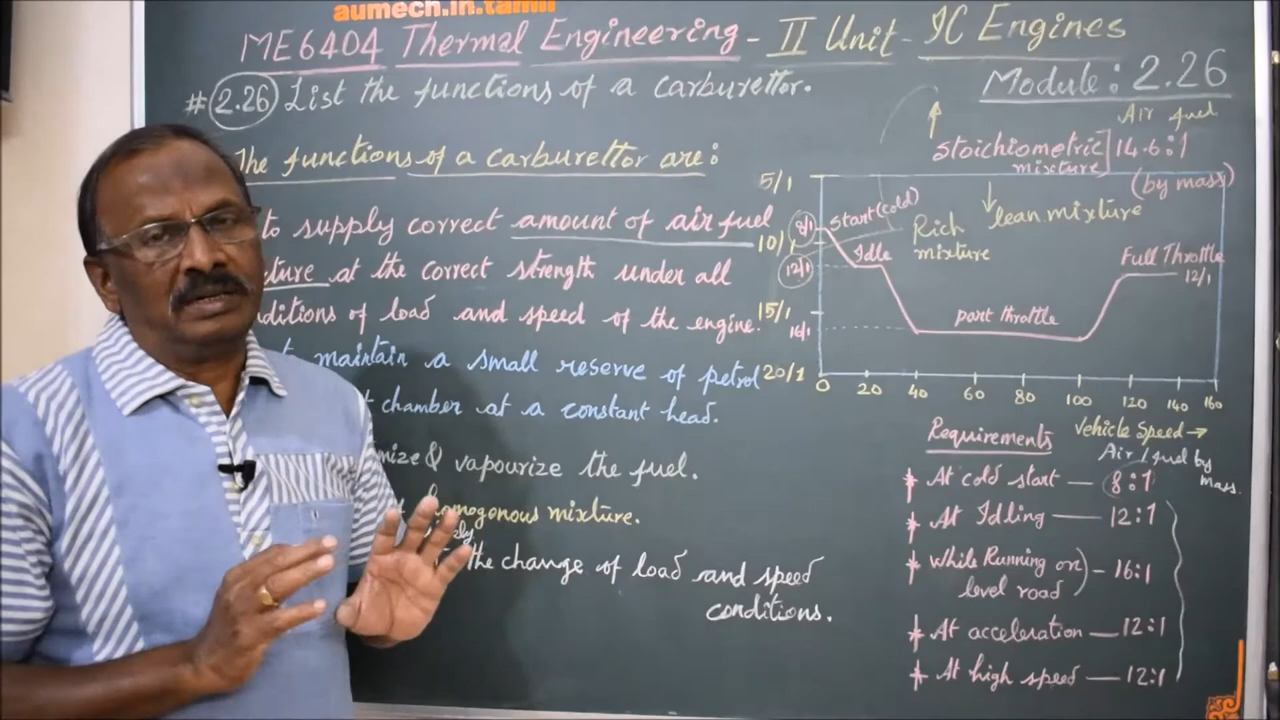 aumech.in.tamil
ME6404 Thermal Engineering - II Unit - IC Engines
# 2.26 List the functions of a carburettor.
Module: 2.26
The functions of a carburettor are:
to supply correct amount of air fuel
at the correct strength under all
of load and speed of the engine.
maintain a small reserve of petrol
chamber at a constant head.
& vapourize the fuel.
homogenous mixture.
the change of load and speed
conditions.
Air fuel
Stoichiometric mixture] 14.6:1
(by mass)
lean mixture
Rich mixture
5/1
8/1
10/1
12/1
15/1
16/1
20/1
Start (cold)
Idle
part throttle
Full Throttle
12/1
0 20 40 60 80 100 120 140 160
Vehicle Speed →
Requirements
Air / fuel by mass.
* At cold start — 8:1
* At Idling — 12:1
* While Running on level road) - 16:1
* At acceleration — 12:1
* At high speed — 12:1